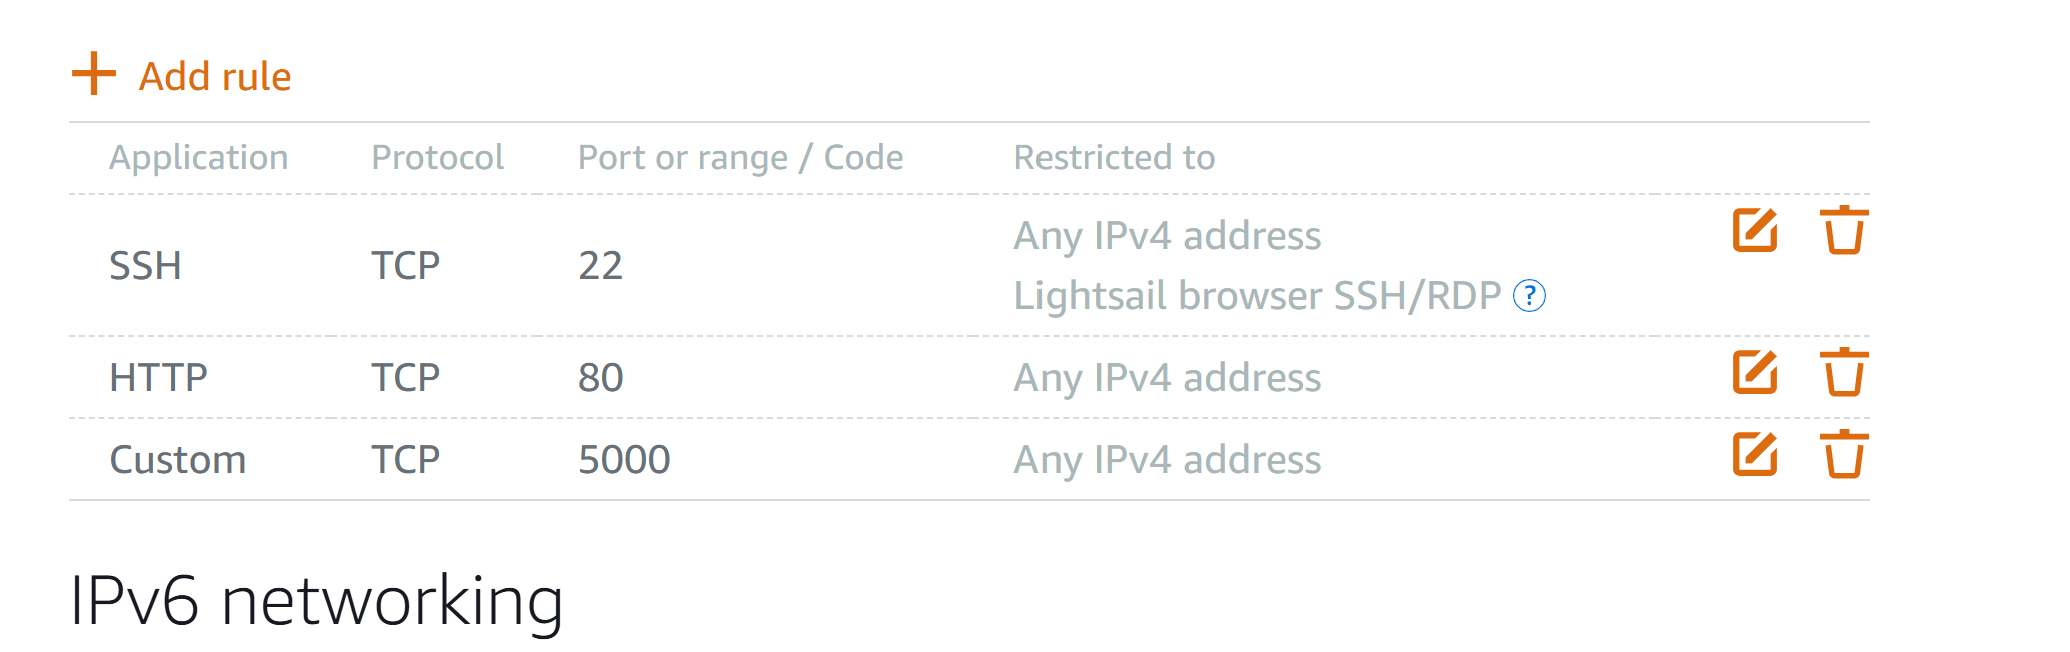 Add rule
Application Protocol Port or range / Code Restricted to
SSH TCP 22 Any IPv4 address
Lightsail browser SSH/RDP ?
HTTP TCP 80 Any IPv4 address
Custom TCP 5000 Any IPv4 address
IPv6 networking